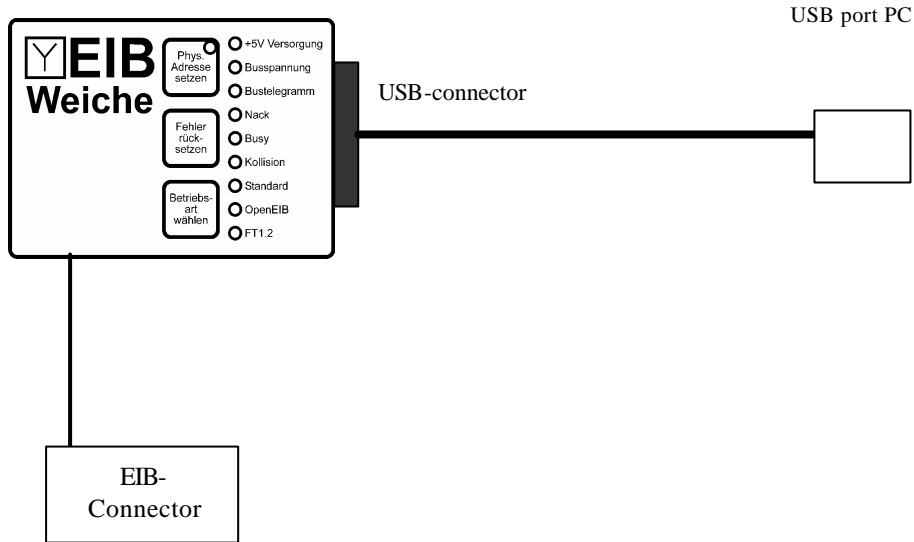 USB port PC
EIB
Weiche
Phys.
Adresse
setzen
Fehler
rück-
setzen
Betriebs-
art
wählen
+5V Versorgung
Busspannung
Bustelegramm
Nack
Busy
Kollision
Standard
OpenEIB
FT1.2
USB-connector
EIB-
Connector